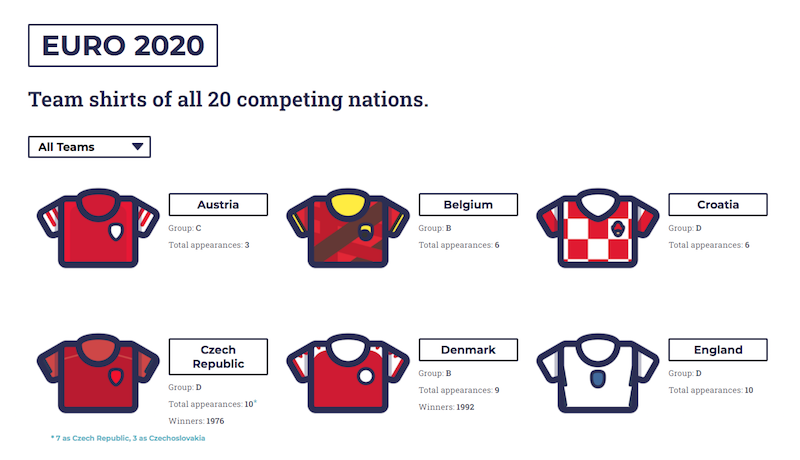 EURO 2020
Team shirts of all 20 competing nations.
All Teams
Austria
Group: C
Total appearances: 3
Belgium
Group: B
Total appearances: 6
Croatia
Group: D
Total appearances: 6
Czech
Republic
Group: D
Total appearances: 10*
Winners: 1976
* 7 as Czech Republic, 3 as Czechoslovakia
Denmark
Group: B
Total appearances: 9
Winners: 1992
England
Group: D
Total appearances: 10